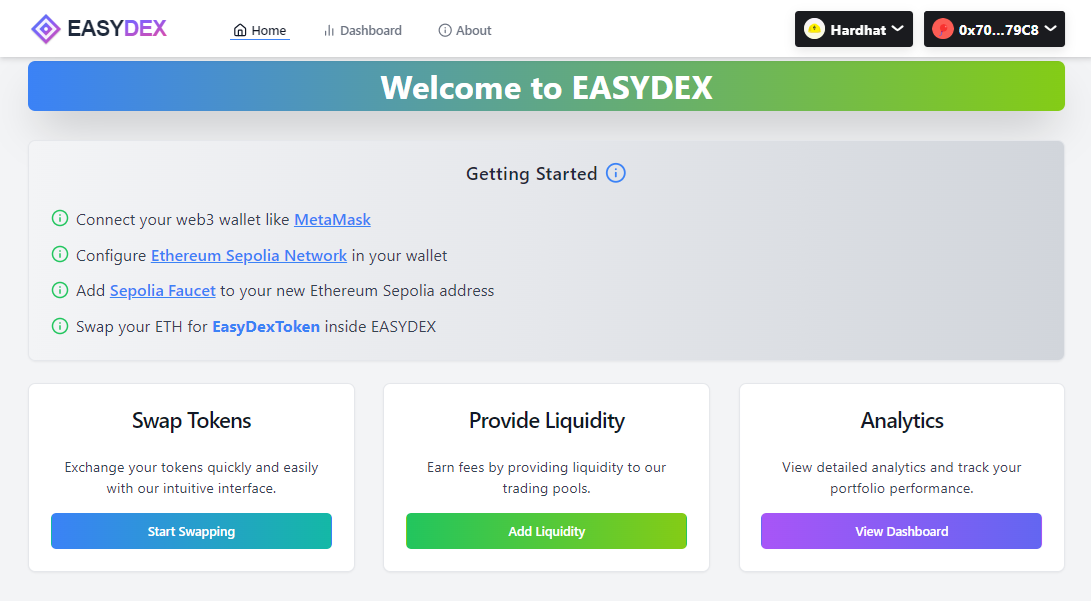 EASYDEX
Home
Dashboard
About
Hardhat
0x70...79C8
Welcome to EASYDEX
Getting Started
Connect your web3 wallet like MetaMask
Configure Ethereum Sepolia Network in your wallet
Add Sepolia Faucet to your new Ethereum Sepolia address
Swap your ETH for EasyDexToken inside EASYDEX
Swap Tokens
Exchange your tokens quickly and easily
with our intuitive interface.
Start Swapping
Provide Liquidity
Earn fees by providing liquidity to our
trading pools.
Add Liquidity
Analytics
View detailed analytics and track your
portfolio performance.
View Dashboard